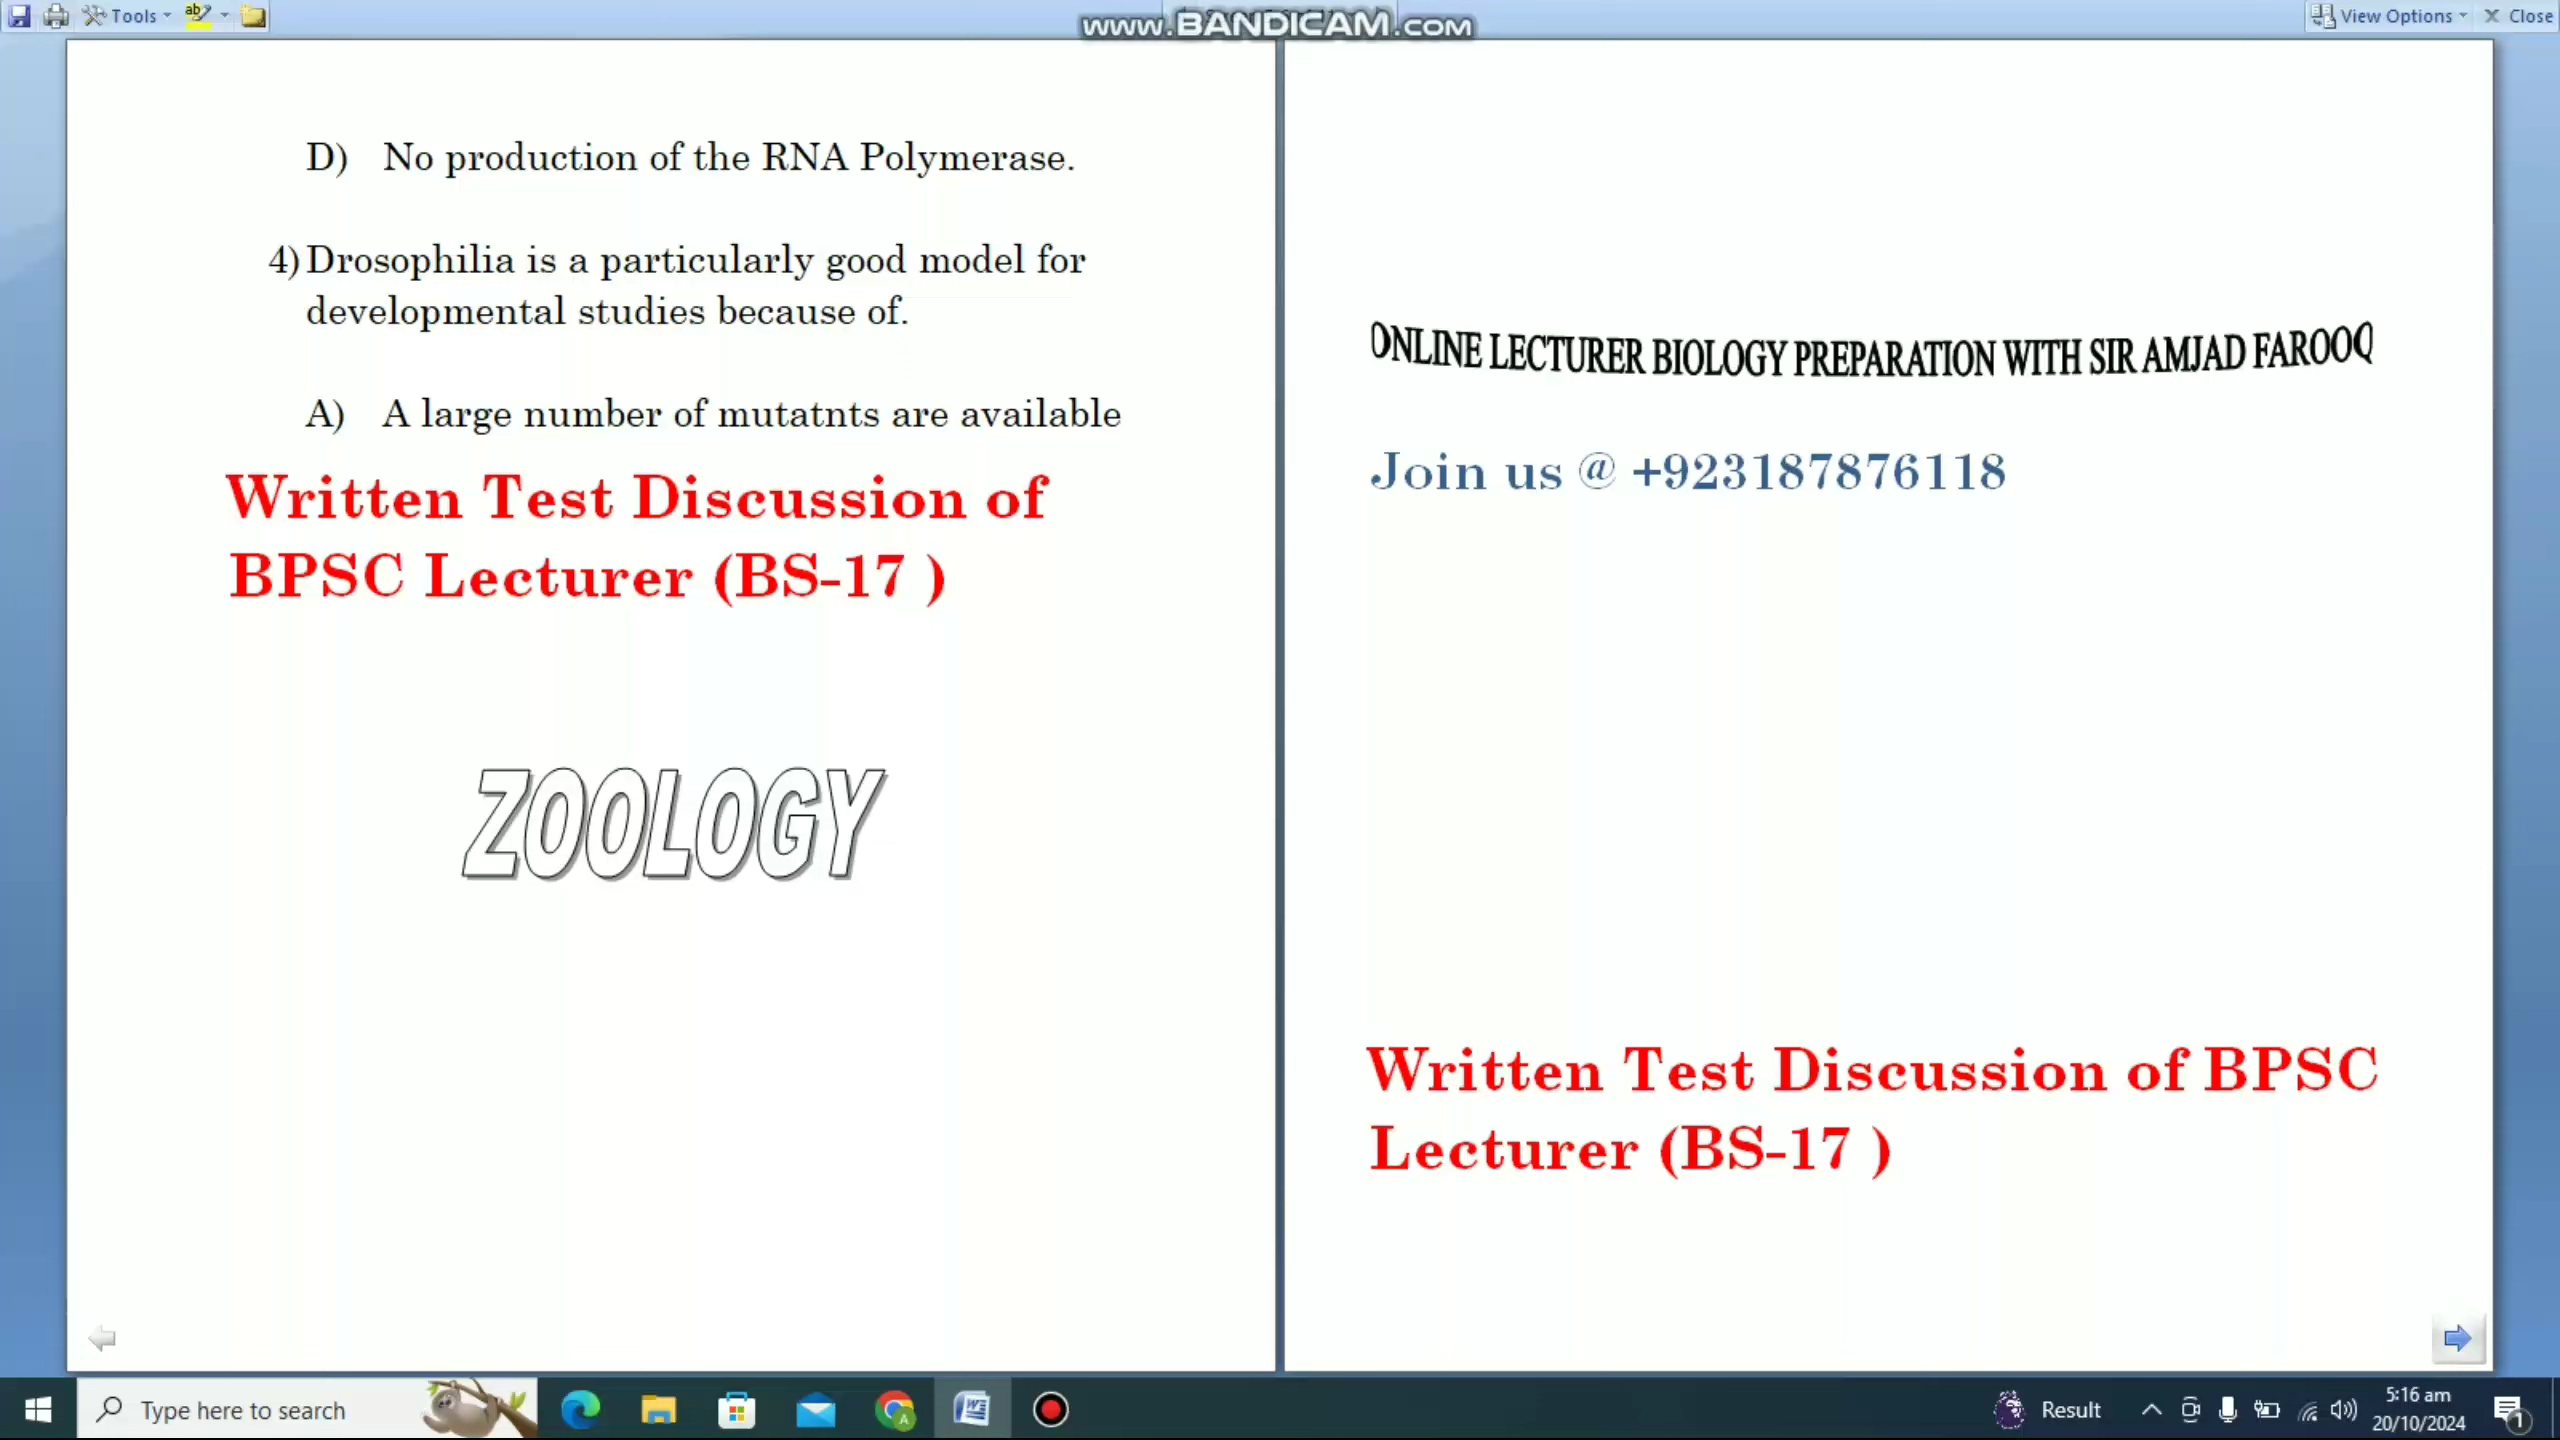 Tools
www.BANDICAM.com
View Options
Close
D) No production of the RNA Polymerase.
4) Drosophilia is a particularly good model for
developmental studies because of.
A) A large number of mutatnts are available
Written Test Discussion of
BPSC Lecturer (BS-17 )
ZOOLOGY
ONLINE LECTURER BIOLOGY PREPARATION WITH SIR AMJAD FAROOQ
Join us @ +923187876118
Written Test Discussion of BPSC
Lecturer (BS-17 )
Type here to search
Result
5:16 am
20/10/2024
1